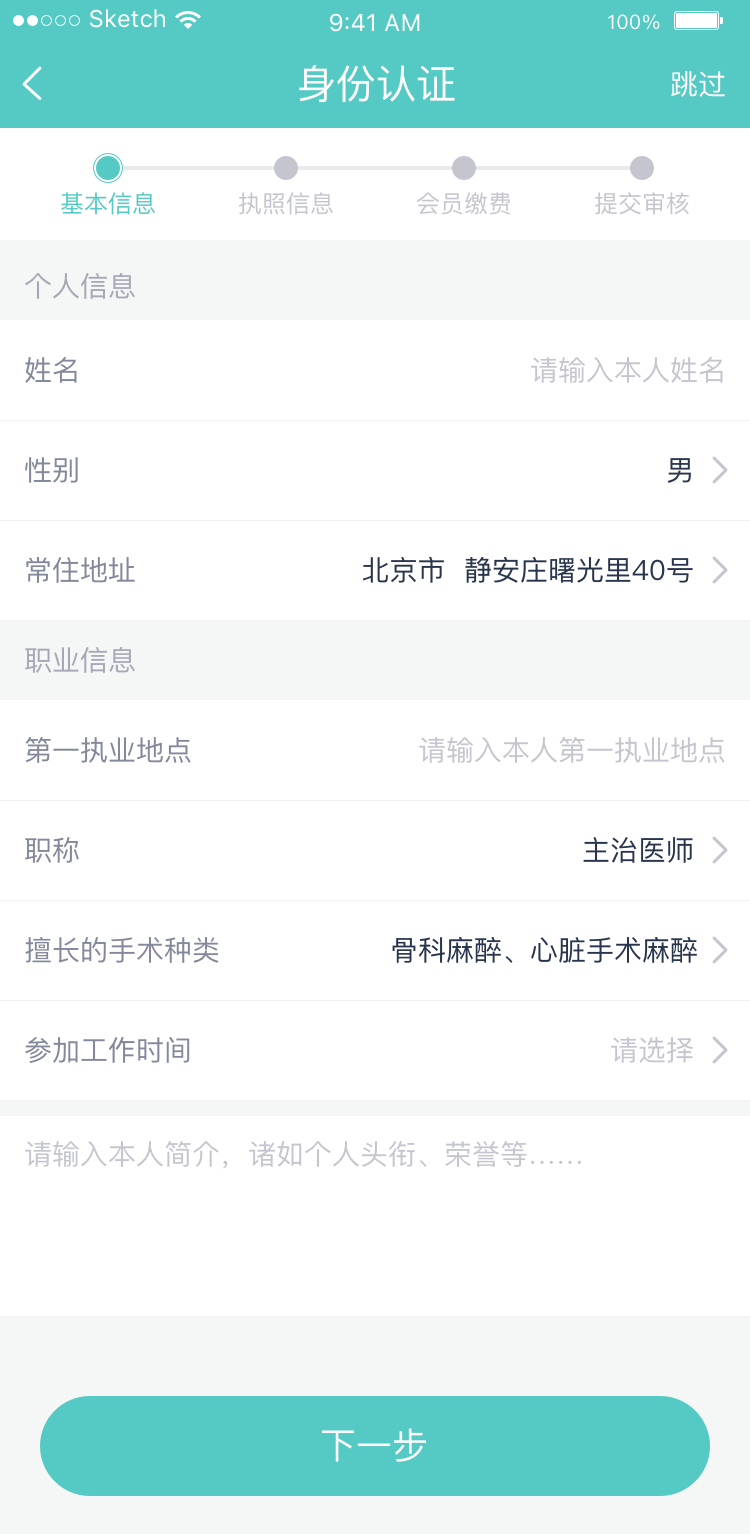 Sketch 9:41 AM 100%
身份认证 跳过
基本信息 执照信息 会员缴费 提交审核
个人信息
姓名 请输入本人姓名
性别 男
常住地址 北京市 静安庄曙光里40号
职业信息
第一执业地点 请输入本人第一执业地点
职称 主治医师
擅长的手术种类 骨科麻醉、心脏手术麻醉
参加工作时间 请选择
请输入本人简介，诸如个人头衔、荣誉等……
下一步